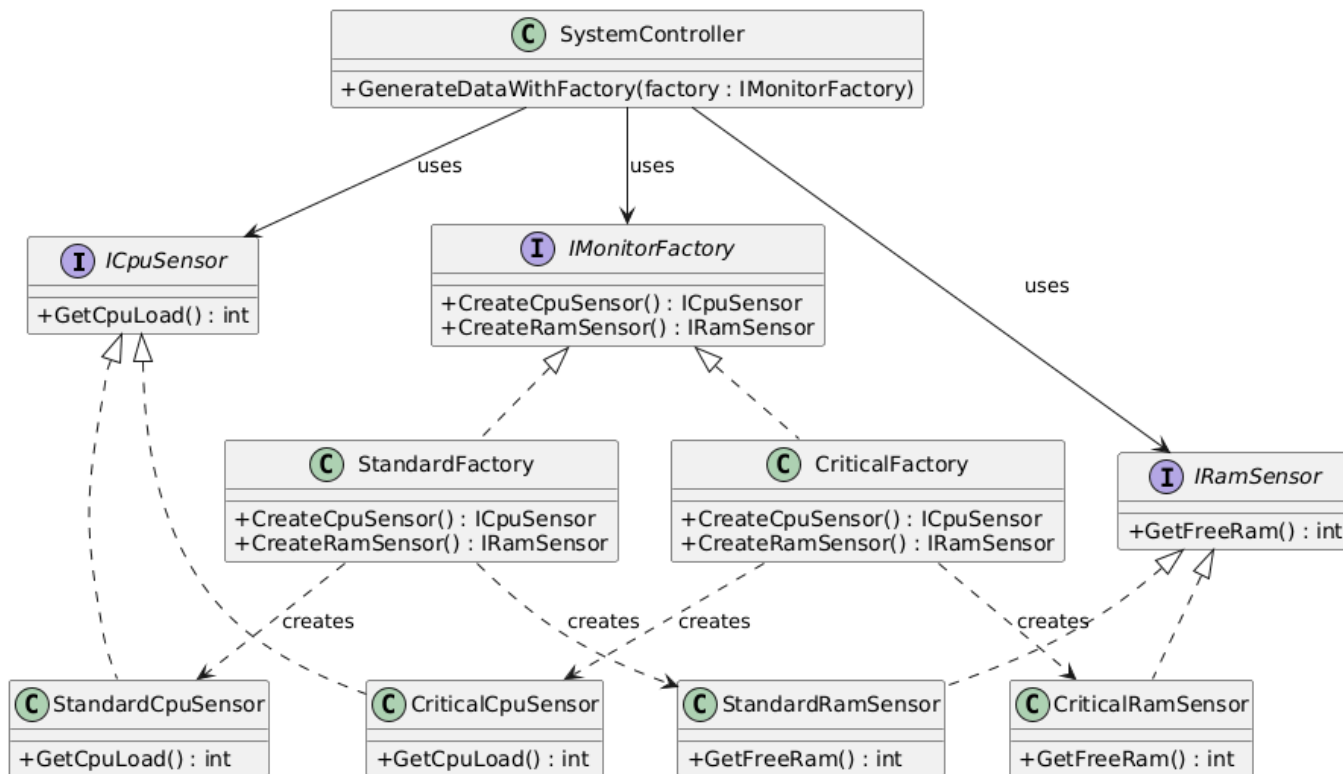 C SystemController
+GenerateDataWithFactory(factory : IMonitorFactory)
uses
uses
uses
I ICpuSensor
+GetCpuLoad() : int
I IMonitorFactory
+CreateCpuSensor() : ICpuSensor
+CreateRamSensor() : IRamSensor
C StandardFactory
+CreateCpuSensor() : ICpuSensor
+CreateRamSensor() : IRamSensor
C CriticalFactory
+CreateCpuSensor() : ICpuSensor
+CreateRamSensor() : IRamSensor
I IRamSensor
+GetFreeRam() : int
creates
creates
creates
creates
C StandardCpuSensor
+GetCpuLoad() : int
C CriticalCpuSensor
+GetCpuLoad() : int
C StandardRamSensor
+GetFreeRam() : int
C CriticalRamSensor
+GetFreeRam() : int